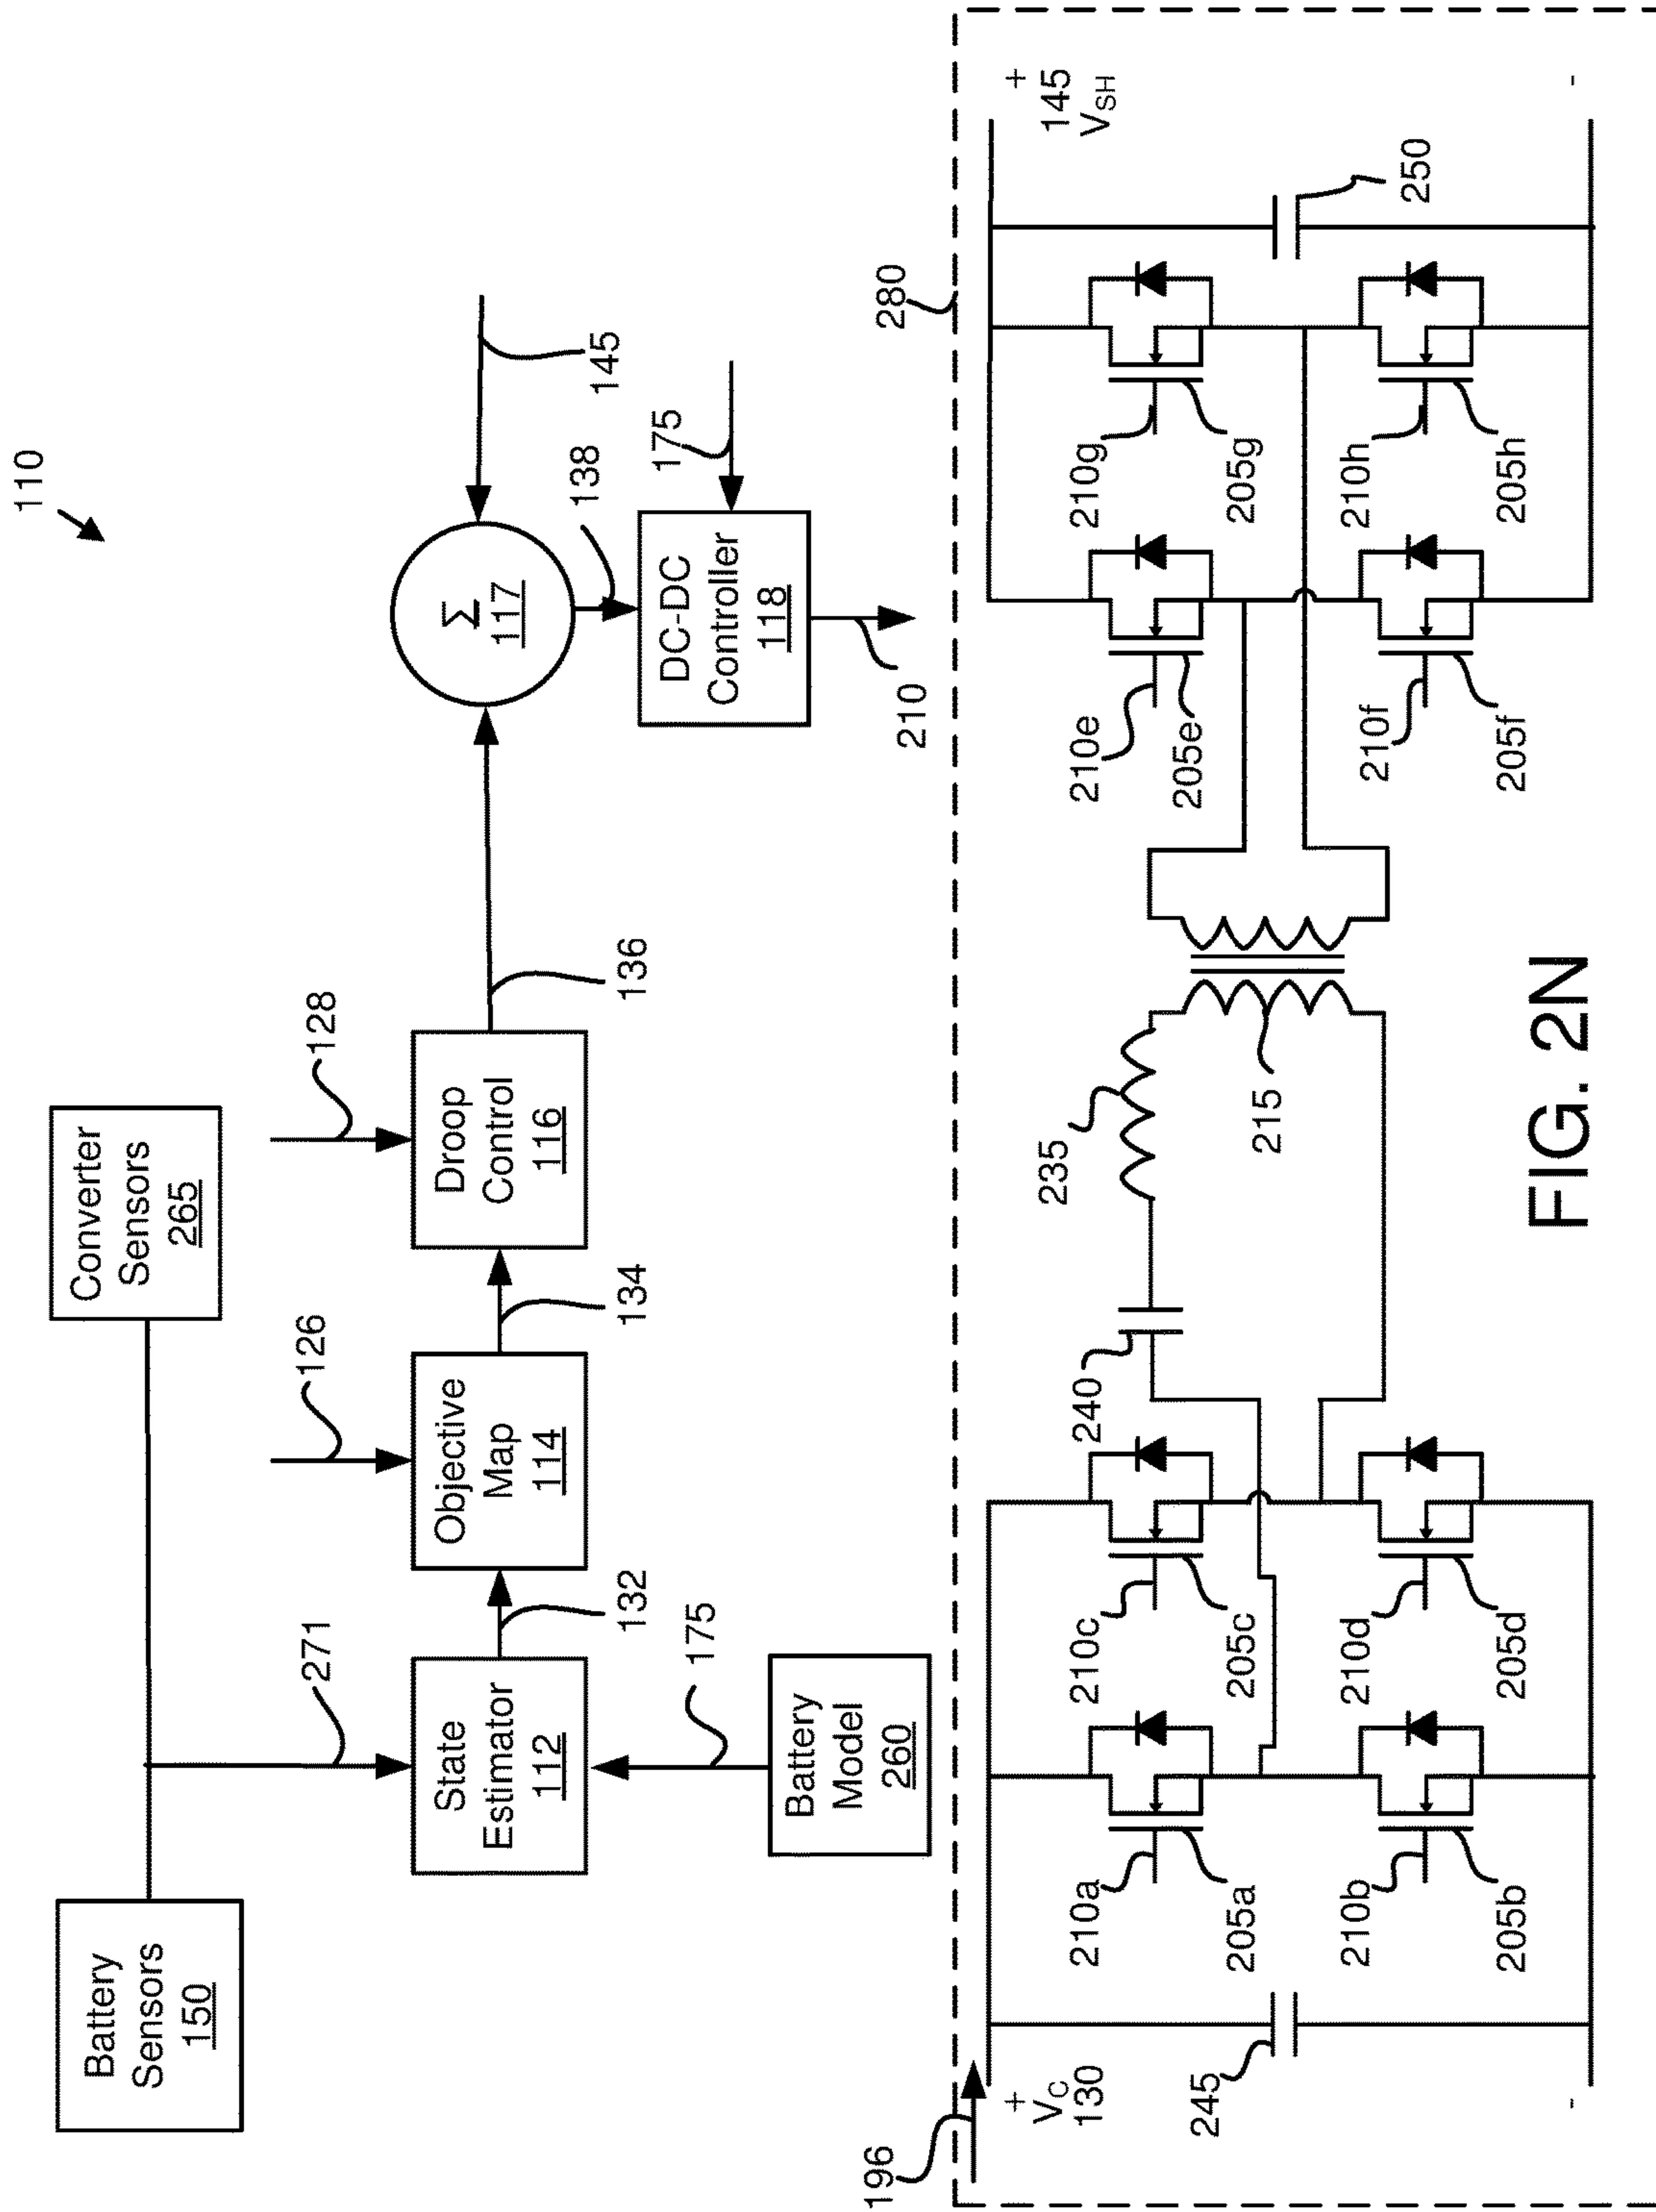 110
Battery
Sensors
150
Converter
Sensors
265
271
126
128
State
Estimator
112
132
Objective
Map
114
134
Droop
Control
116
136
Σ
117
145
138
175
Battery
Model
260
175
DC-DC
Controller
118
210
280
196
+
VC
130
-
245
210a
205a
210b
205b
210c
205c
210d
205d
240
235
215
210e
205e
210f
205f
210g
205g
210h
205h
250
+
145
VSH
-
FIG. 2N